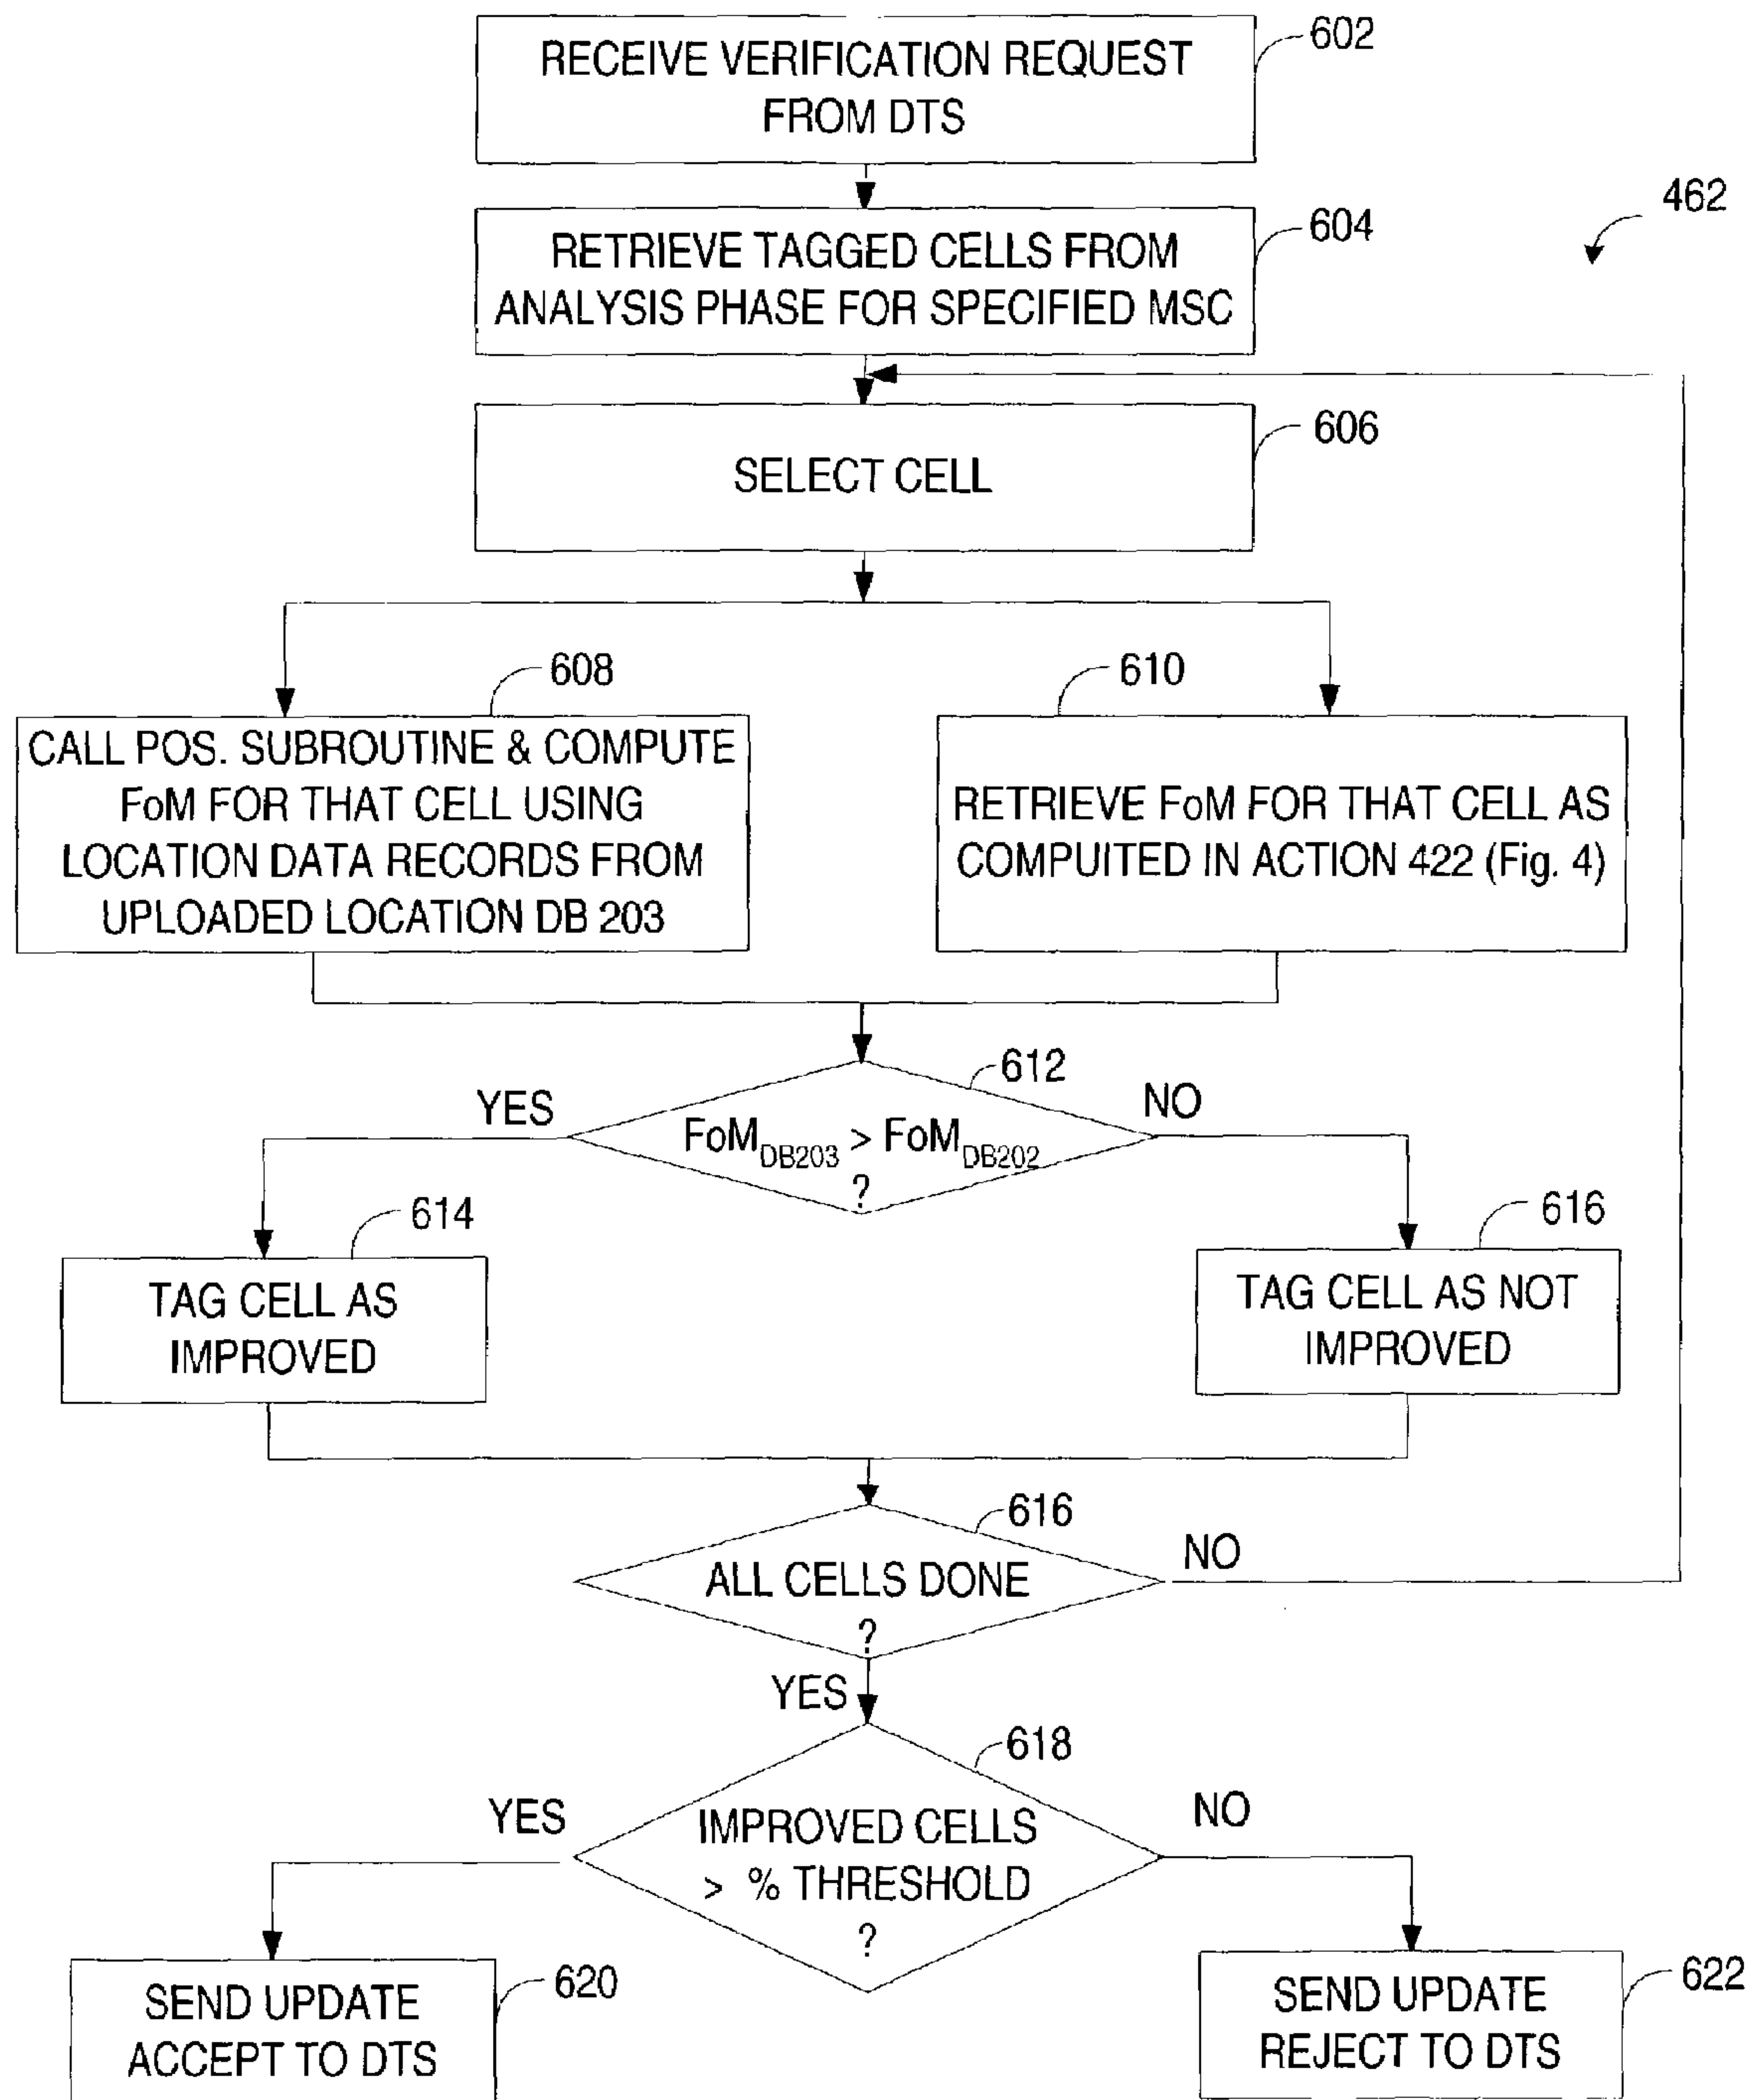 RECEIVE VERIFICATION REQUEST
FROM DTS
602
462
RETRIEVE TAGGED CELLS FROM
ANALYSIS PHASE FOR SPECIFIED MSC
604
SELECT CELL
606
608
CALL POS. SUBROUTINE & COMPUTE
FoM FOR THAT CELL USING
LOCATION DATA RECORDS FROM
UPLOADED LOCATION DB 203
610
RETRIEVE FoM FOR THAT CELL AS
COMPUITED IN ACTION 422 (Fig. 4)
612
YES
NO
FoM DB203 > FoM DB202
?
614
TAG CELL AS
IMPROVED
616
TAG CELL AS NOT
IMPROVED
616
ALL CELLS DONE
?
NO
YES
618
YES
NO
IMPROVED CELLS
> % THRESHOLD
?
620
SEND UPDATE
ACCEPT TO DTS
622
SEND UPDATE
REJECT TO DTS